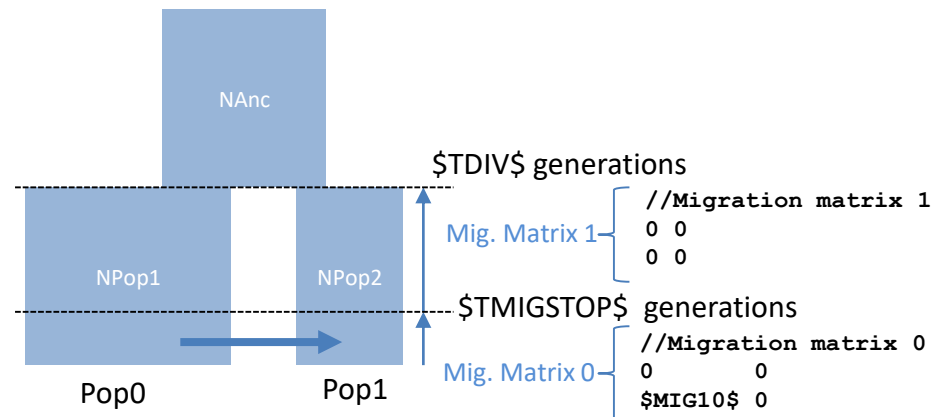 NAnc
$TDIV$ generations
//Migration matrix 1
Mig. Matrix 1
0 0
0 0
NPop1
NPop2
$TMIGSTOP$ generations
//Migration matrix 0
Mig. Matrix 0
0 0
$MIG10$ 0
Pop0
Pop1